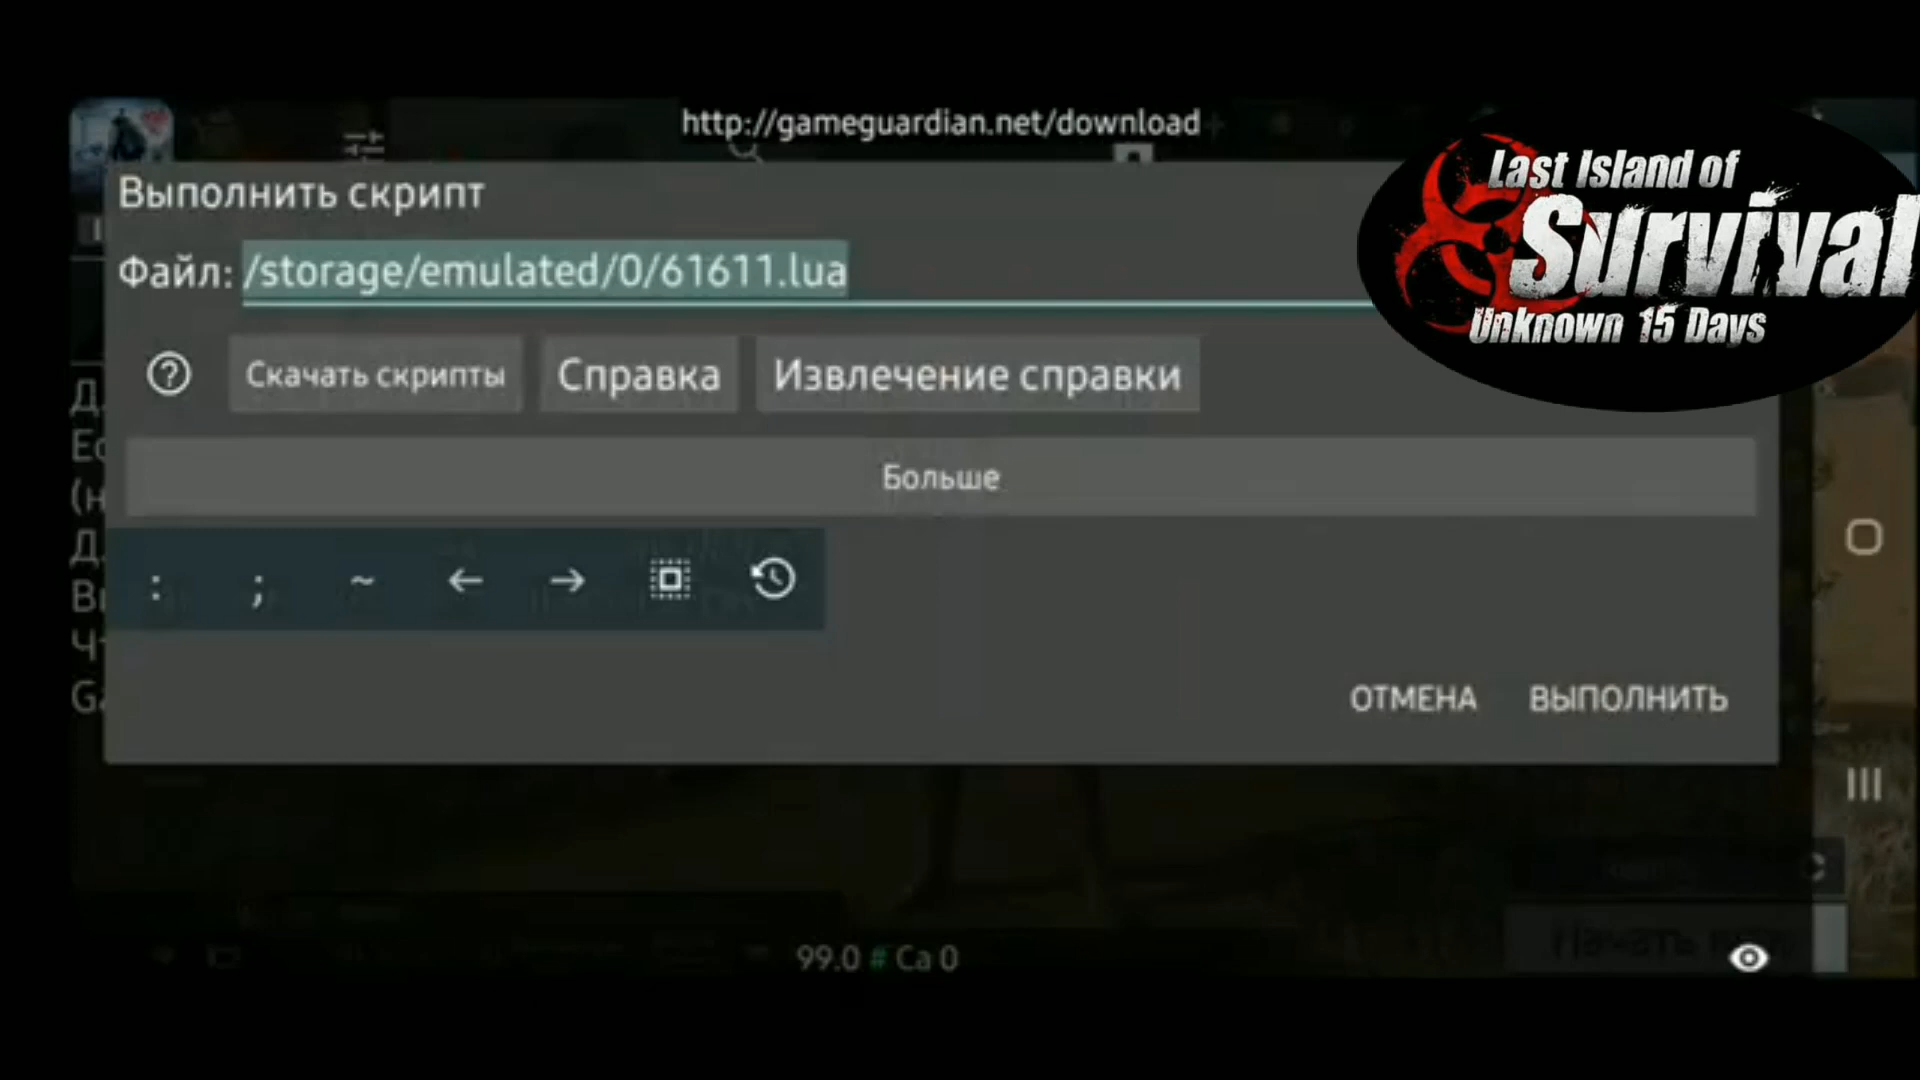 http://gameguardian.net/download
Last Island of
Survival
Unknown 15 Days
Выполнить скрипт
Файл: /storage/emulated/0/61611.lua
Скачать скрипты
Справка
Извлечение справки
Больше
: ; ~
ОТМЕНА
ВЫПОЛНИТЬ
99.0 # Ca 0
Начать